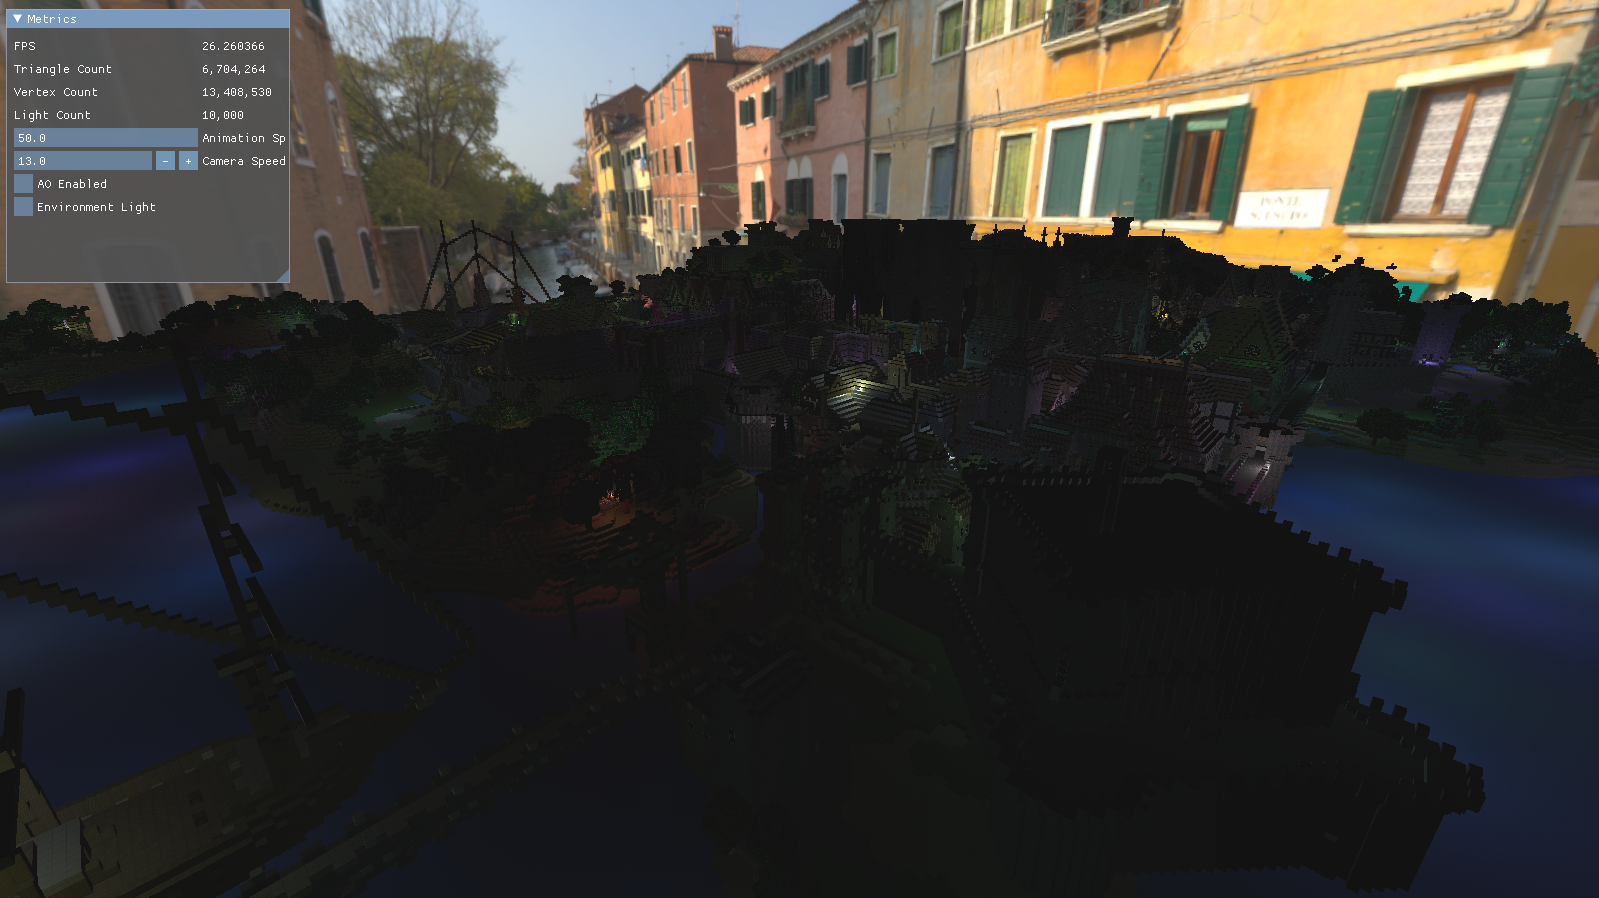 ▼ Metrics
FPS 26.260366
Triangle Count 6,704,264
Vertex Count 13,408,530
Light Count 10,000
50.0 Animation Sp
13.0 - + Camera Speed
AO Enabled
Environment Light
PONTE